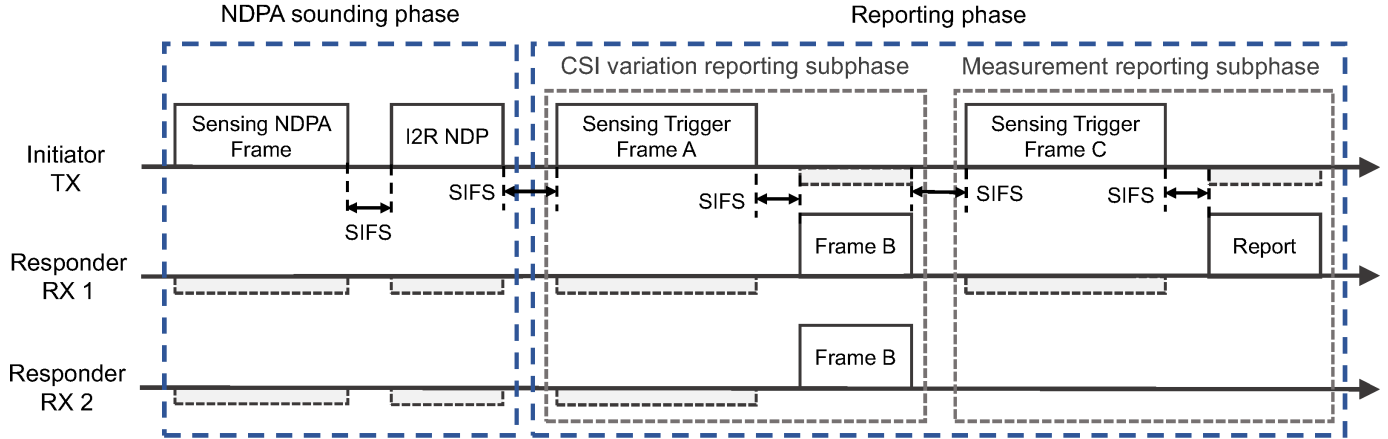 NDPA sounding phase
Reporting phase
CSI variation reporting subphase
Measurement reporting subphase
Initiator
TX
Sensing NDPA
Frame
I2R NDP
Sensing Trigger
Frame A
Sensing Trigger
Frame C
SIFS
SIFS
SIFS
SIFS
SIFS
Responder
RX 1
Frame B
Report
Responder
RX 2
Frame B